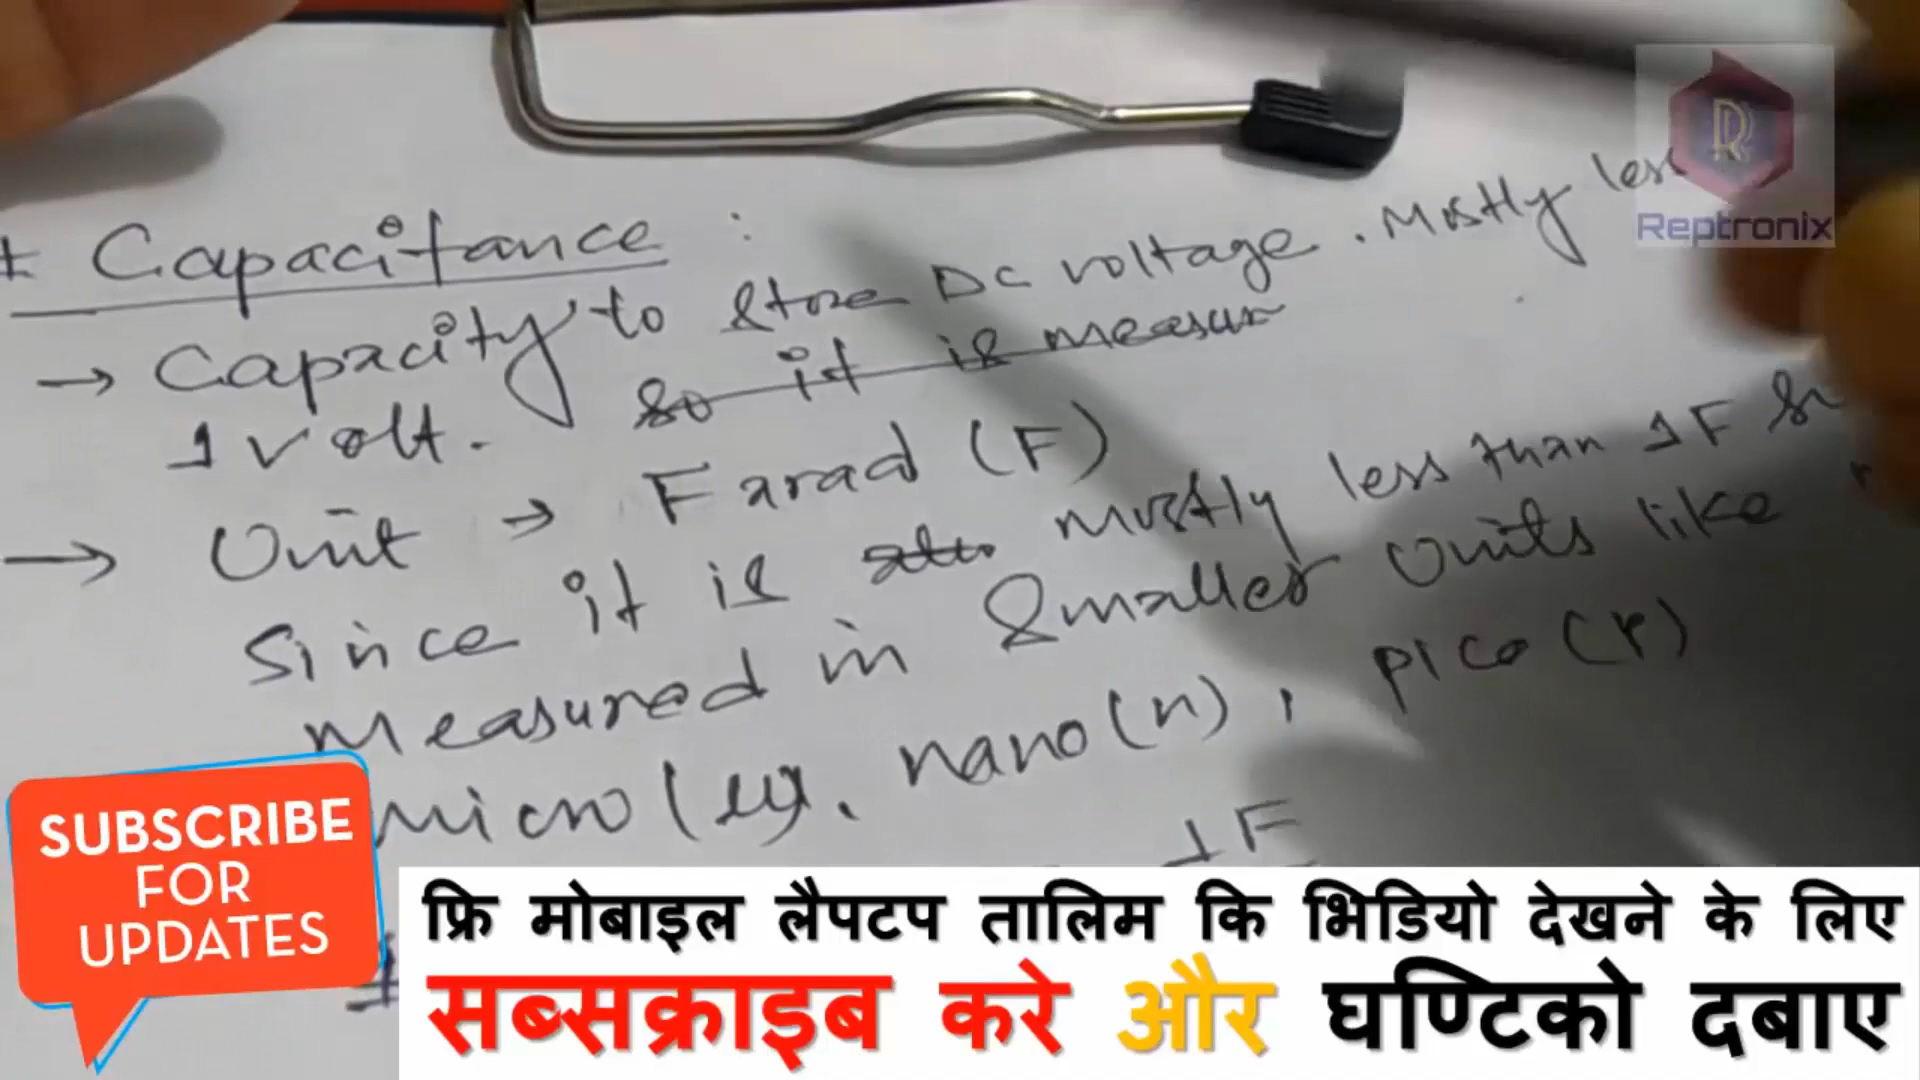 * Capacitance :
→ Capacity to store DC voltage. Mostly less
1 volt. so it is measur
→ Unit → Farad (F)
Since it is mostly less than 1F
measured in smaller units like
micro ( nano(n), pico(p)
1F
Reptronix
SUBSCRIBE
FOR
UPDATES
फ्रि मोबाइल लैपटप तालिम कि भिडियो देखने के लिए
सब्सक्राइब करे और घण्टिको दबाए